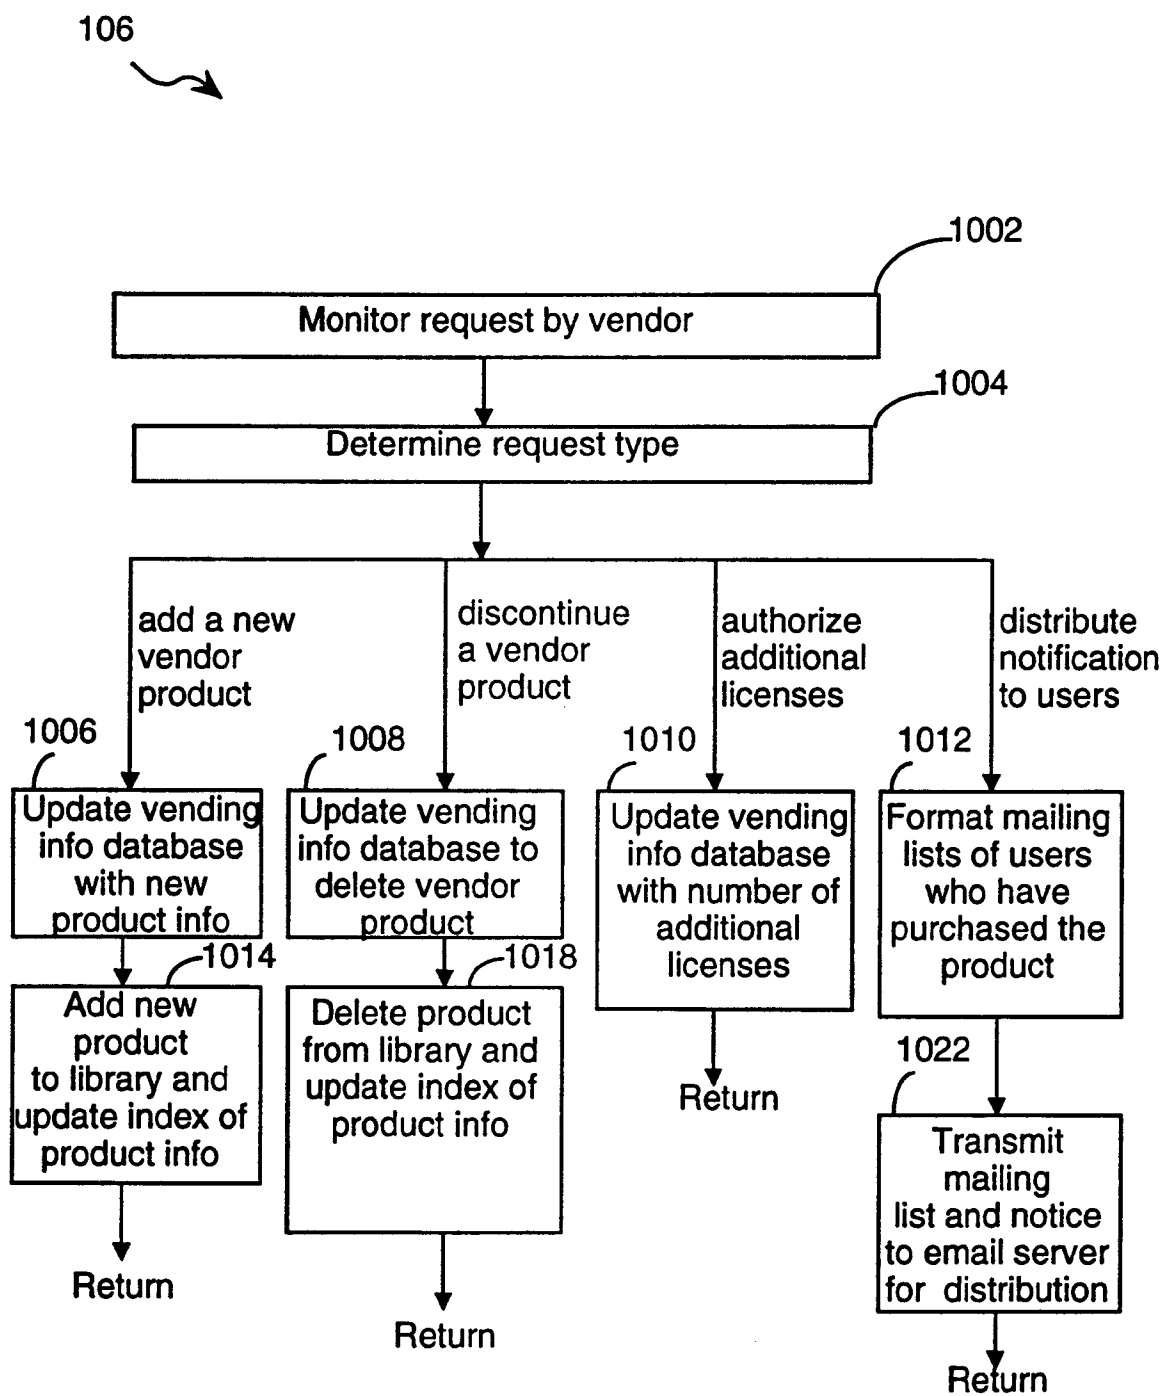 106
1002
Monitor request by vendor
1004
Determine request type
add a new
vendor
product
discontinue
a vendor
product
authorize
additional
licenses
distribute
notification
to users
1006
Update vending
info database
with new
product info
1008
Update vending
info database to
delete vendor
product
1010
Update vending
info database
with number of
additional
licenses
1012
Format mailing
lists of users
who have
purchased the
product
1014
Add new
product
to library and
update index of
product info
Return
1018
Delete product
from library and
update index of
product info
Return
Return
1022
Transmit
mailing
list and notice
to email server
for distribution
Return